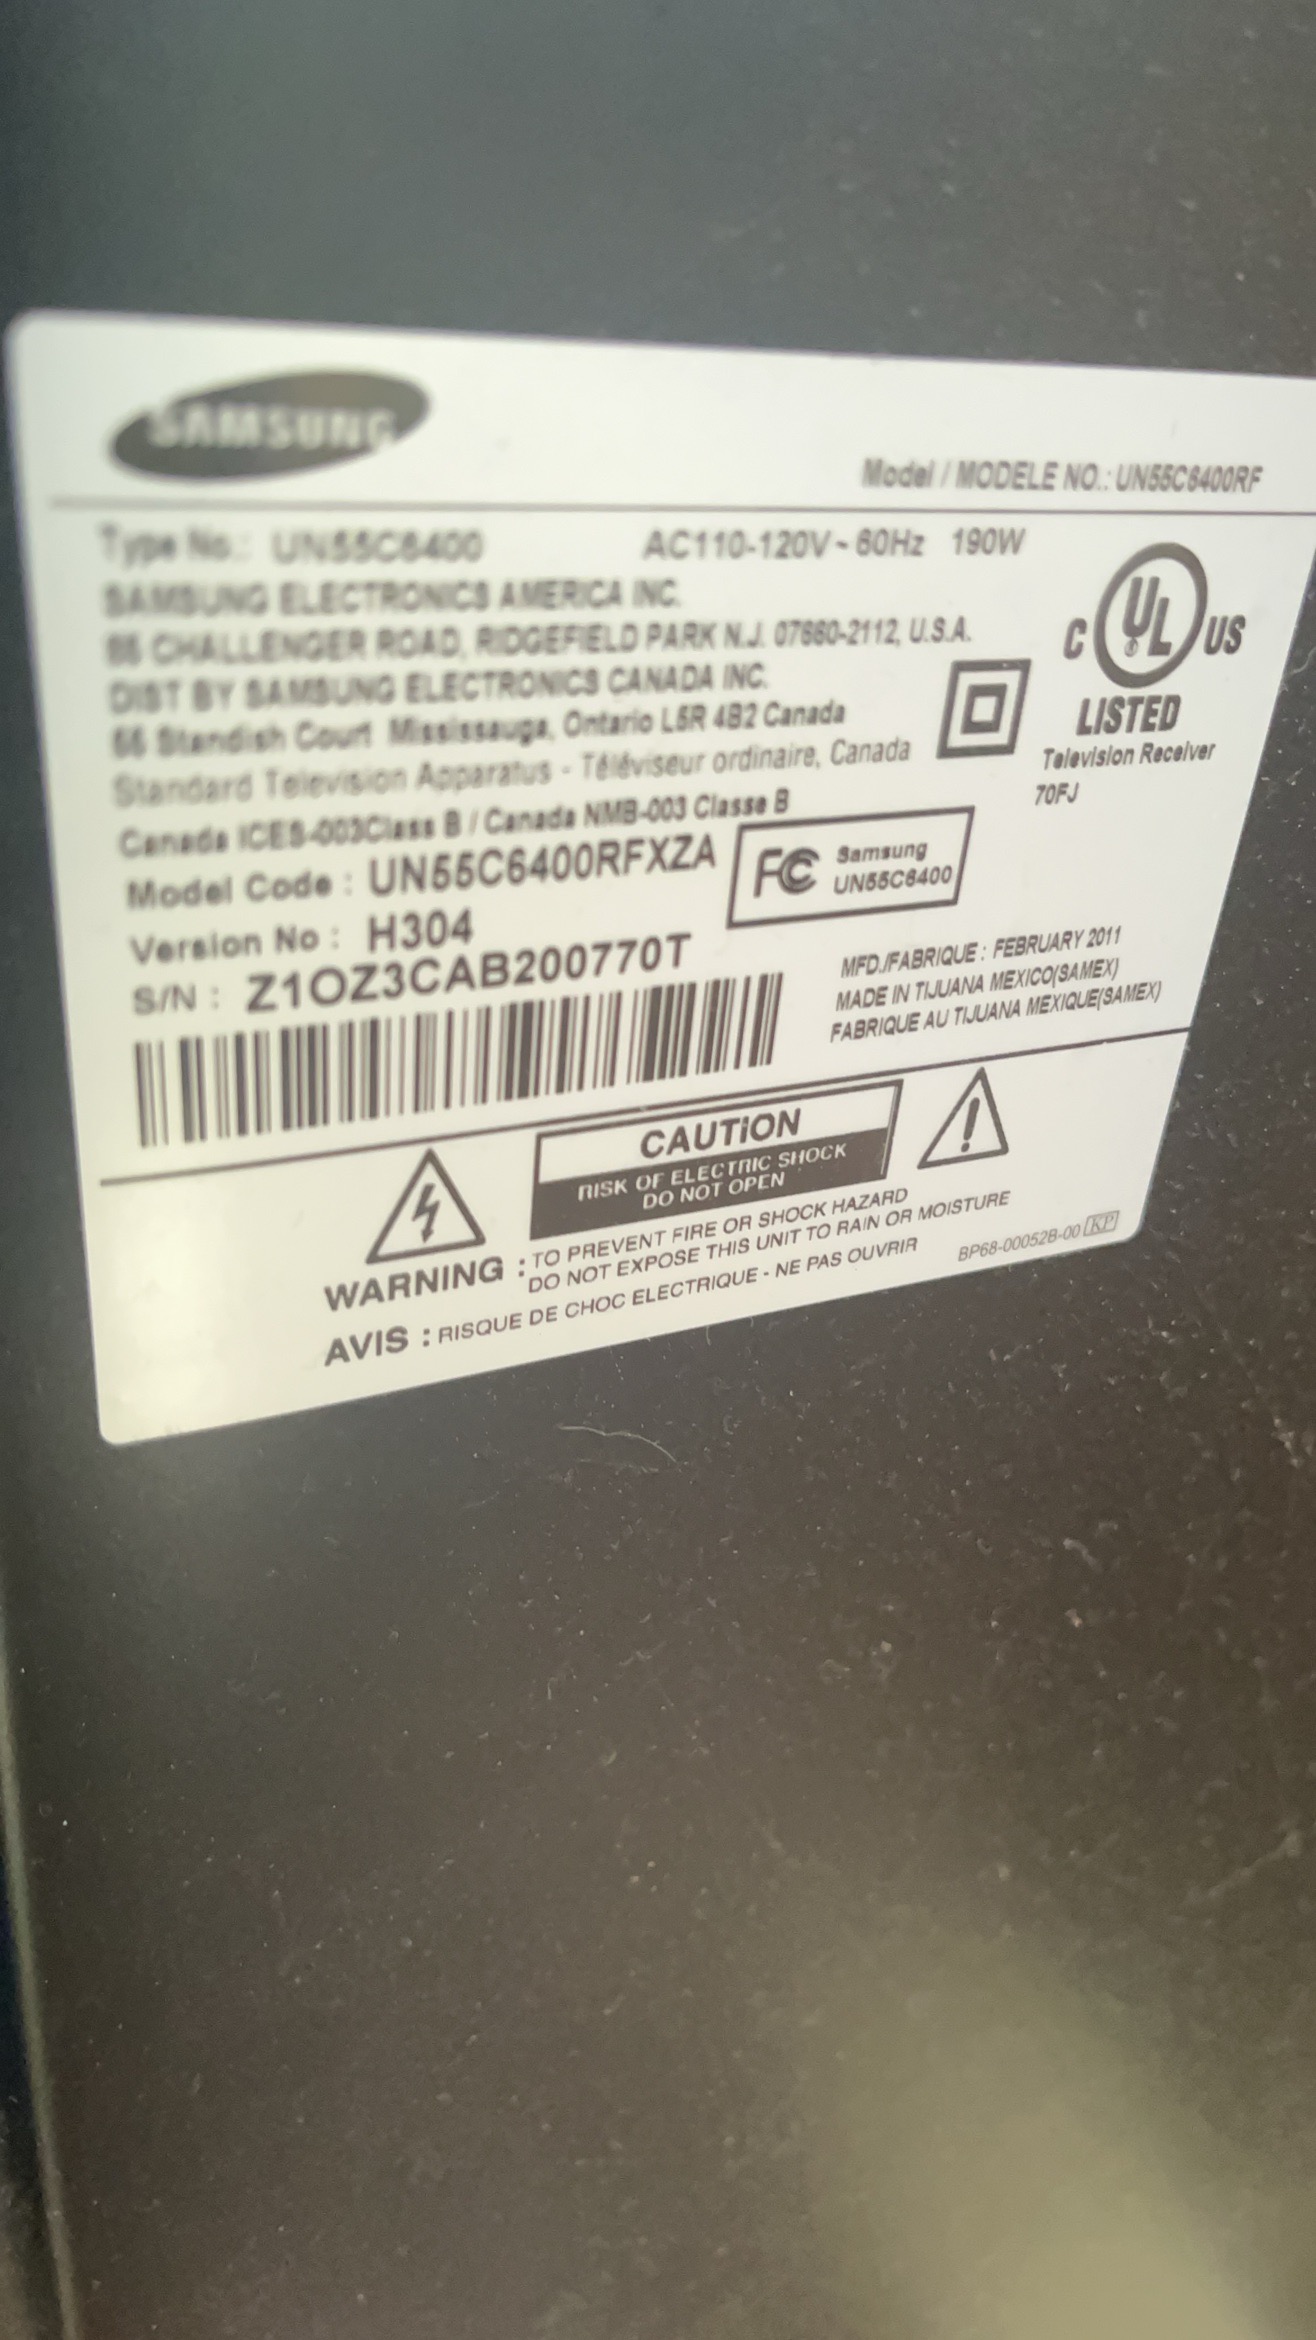 SAMSUNG
Model / MODELE NO.: UN55C6400RF
Type No.: UN55C6400 AC110-120V~60Hz 190W
SAMSUNG ELECTRONICS AMERICA INC.
85 CHALLENGER ROAD, RIDGEFIELD PARK N.J. 07660-2112, U.S.A.
DIST BY SAMSUNG ELECTRONICS CANADA INC.
55 Standish Court Mississauga, Ontario L5R 4B2 Canada
Standard Television Apparatus - Téléviseur ordinaire, Canada
Canada ICES-003Class B / Canada NMB-003 Classe B
Model Code : UN55C6400RFXZA
Version No : H304
S/N : Z1OZ3CAB200770T
FC Samsung
UN55C6400
C UL US
LISTED
Television Receiver
70FJ
MFD./FABRIQUE : FEBRUARY 2011
MADE IN TIJUANA MEXICO(SAMEX)
FABRIQUE AU TIJUANA MEXIQUE(SAMEX)
CAUTION
RISK OF ELECTRIC SHOCK
DO NOT OPEN
WARNING : TO PREVENT FIRE OR SHOCK HAZARD
DO NOT EXPOSE THIS UNIT TO RAIN OR MOISTURE
AVIS : RISQUE DE CHOC ELECTRIQUE - NE PAS OUVRIR
BP68-00052B-00 KP